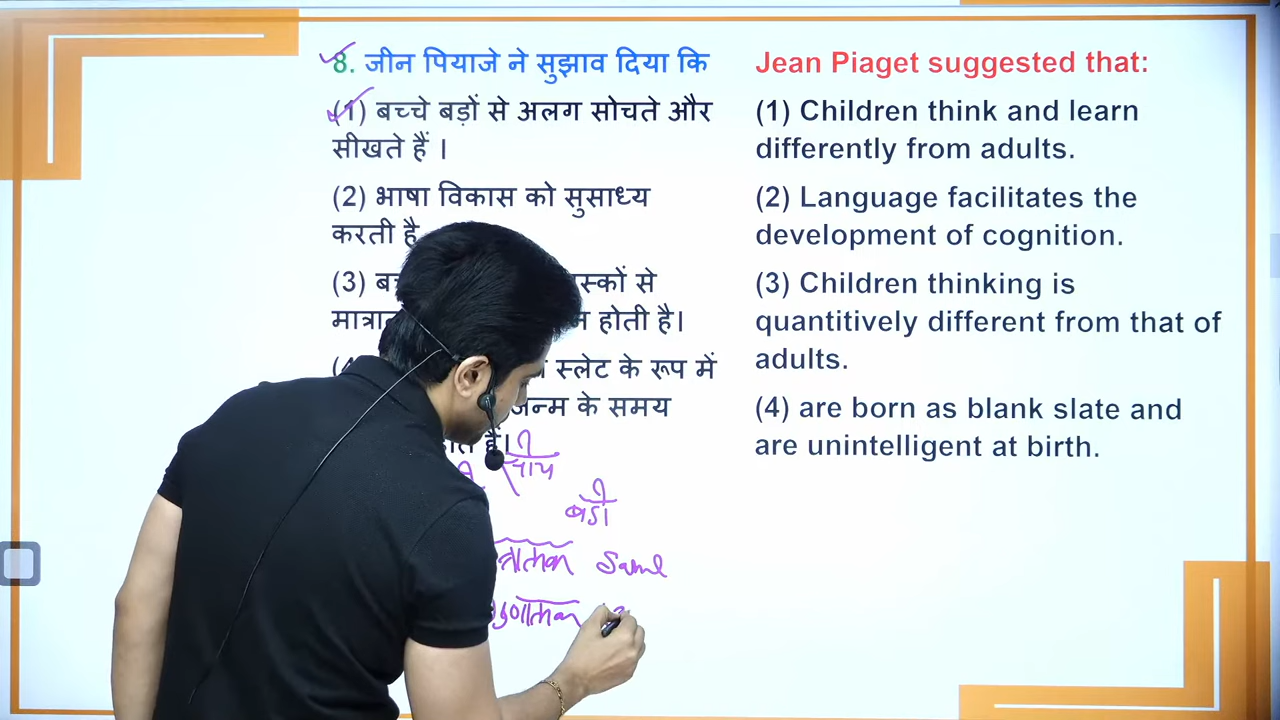 8. जीन पियाजे ने सुझाव दिया कि
(1) बच्चे बड़ों से अलग सोचते और
सीखते हैं ।
(2) भाषा विकास को सुसाध्य
करती है
(3)
स्कों से
होती है।
स्लेट के रूप में
जन्म के समय
हैं।
बड़ों
Same
Jean Piaget suggested that:
(1) Children think and learn
differently from adults.
(2) Language facilitates the
development of cognition.
(3) Children thinking is
quantitively different from that of
adults.
(4) are born as blank slate and
are unintelligent at birth.